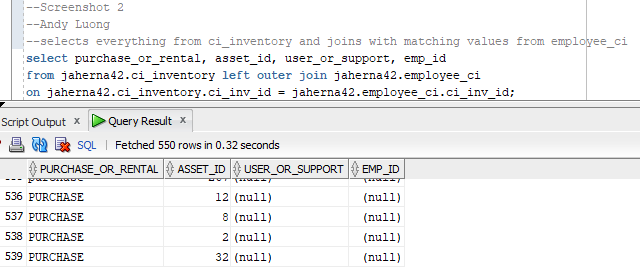 --Screenshot 2
--Andy Luong
--selects everything from ci_inventory and joins with matching values from employee_ci
select purchase_or_rental, asset_id, user_or_support, emp_id
from jaherna42.ci_inventory left outer join jaherna42.employee_ci
on jaherna42.ci_inventory.ci_inv_id = jaherna42.employee_ci.ci_inv_id;
Script Output x Query Result x
SQL | Fetched 550 rows in 0.32 seconds
PURCHASE_OR_RENTAL ASSET_ID USER_OR_SUPPORT EMP_ID
536 PURCHASE 12 (null) (null)
537 PURCHASE 8 (null) (null)
538 PURCHASE 2 (null) (null)
539 PURCHASE 32 (null) (null)